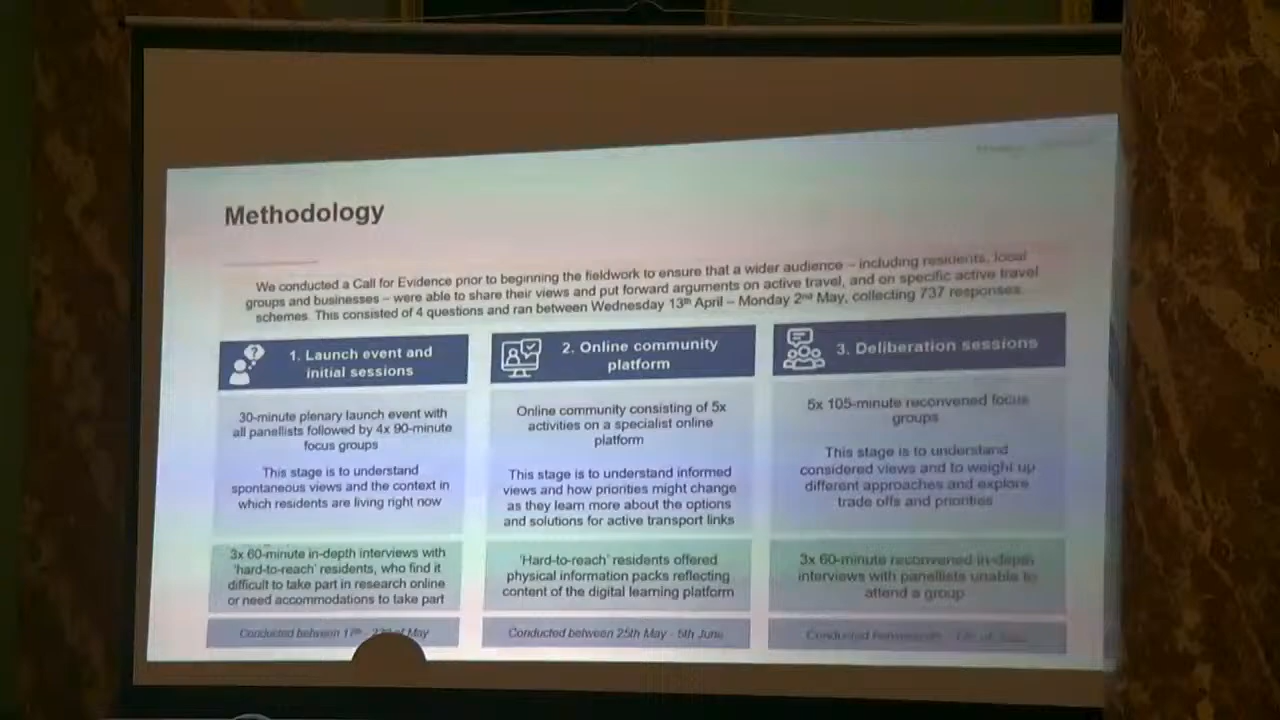 Methodology
We conducted a Call for Evidence prior to beginning the fieldwork to ensure that a wider audience – including residents, local
groups and businesses – were able to share their views and put forward arguments on active travel, and on specific active travel
schemes. This consisted of 4 questions and ran between Wednesday 13th April – Monday 2nd May, collecting 737 responses.
1. Launch event and
initial sessions
30-minute plenary launch event with
all panellists followed by 4x 90-minute
focus groups
This stage is to understand
spontaneous views and the context in
which residents are living right now
3x 60-minute in-depth interviews with
'hard-to-reach' residents, who find it
difficult to take part in research online
or need accommodations to take part
Conducted between 17th - of May
2. Online community
platform
Online community consisting of 5x
activities on a specialist online
platform
This stage is to understand informed
views and how priorities might change
as they learn more about the options
and solutions for active transport links
'Hard-to-reach' residents offered
physical information packs reflecting
content of the digital learning platform
Conducted between 25th May - 5th June
3. Deliberation sessions
5x 105-minute reconvened focus
groups
This stage is to understand
considered views and to weight up
different approaches and explore
trade offs and priorities
3x 60-minute reconvened in-depth
interviews with panellists unable to
attend a group
Conducted between